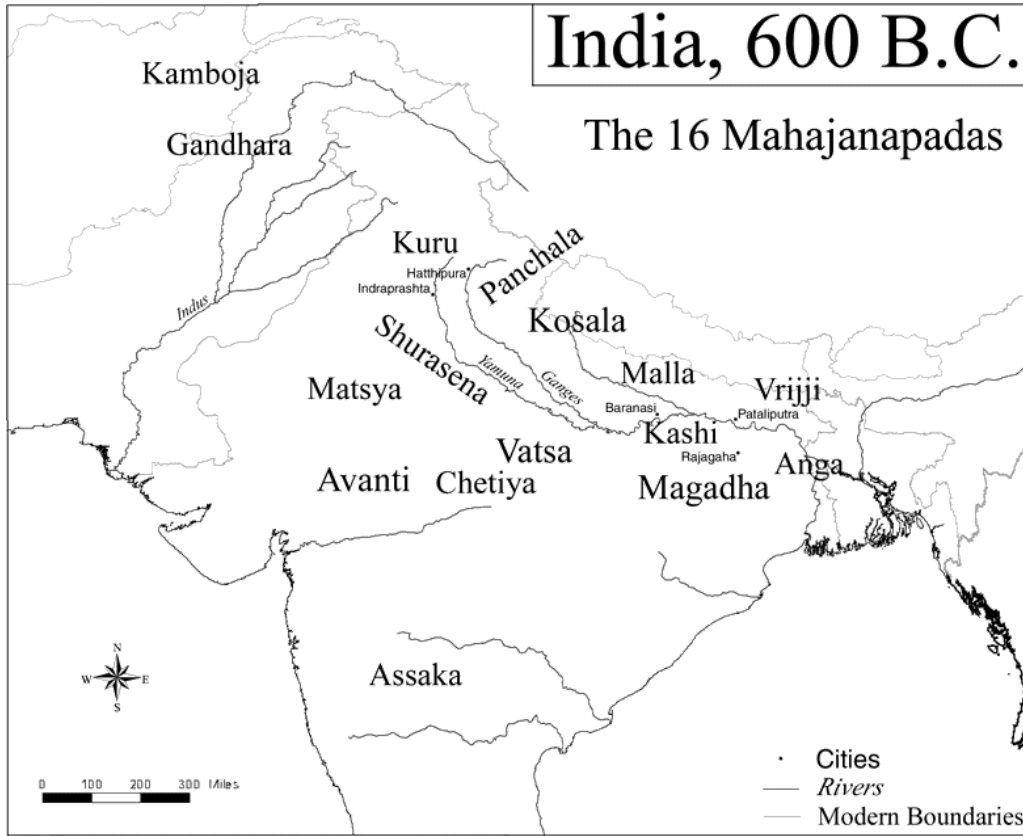 India, 600 B.C.
The 16 Mahajanapadas
Kamboja
Gandhara
Kuru
Panchala
Hatthipura
Indraprashta
Indus
Kosala
Shurasena
Yamuna
Ganges
Malla
Vrijji
Matsya
Baranasi
Pataliputra
Kashi
Vatsa
Rajagaha
Anga
Avanti
Chetiya
Magadha
Assaka
N
W E
S
0 100 200 300 Miles
Cities
Rivers
Modern Boundaries